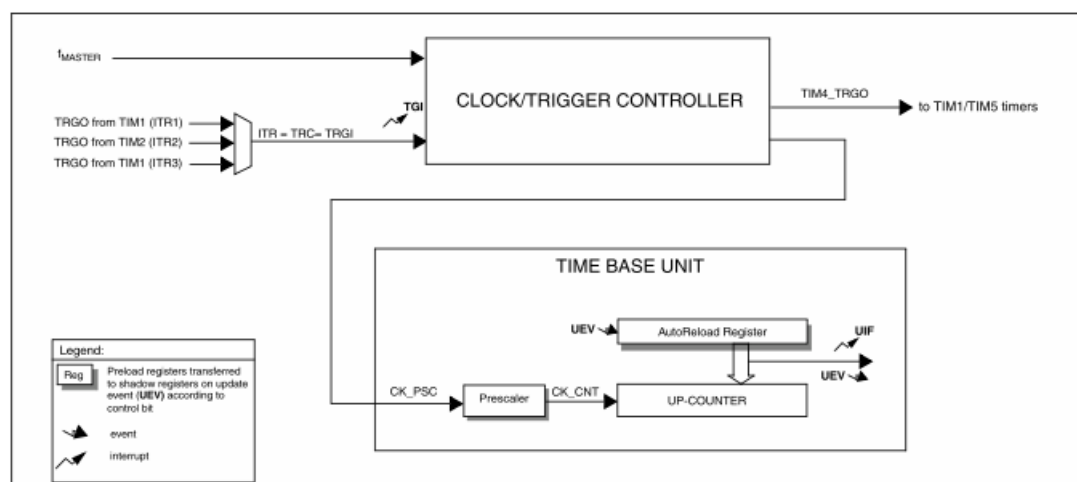 fMASTER
CLOCK/TRIGGER CONTROLLER
TIM4_TRGO
to TIM1/TIM5 timers
TGI
TRGO from TIM1 (ITR1)
TRGO from TIM2 (ITR2)
TRGO from TIM1 (ITR3)
ITR = TRC= TRGI
TIME BASE UNIT
UEV
AutoReload Register
UIF
UEV
CK_PSC
Prescaler
CK_CNT
UP-COUNTER
Legend:
Reg
Preload registers transferred
to shadow registers on update
event (UEV) according to
control bit
event
interrupt